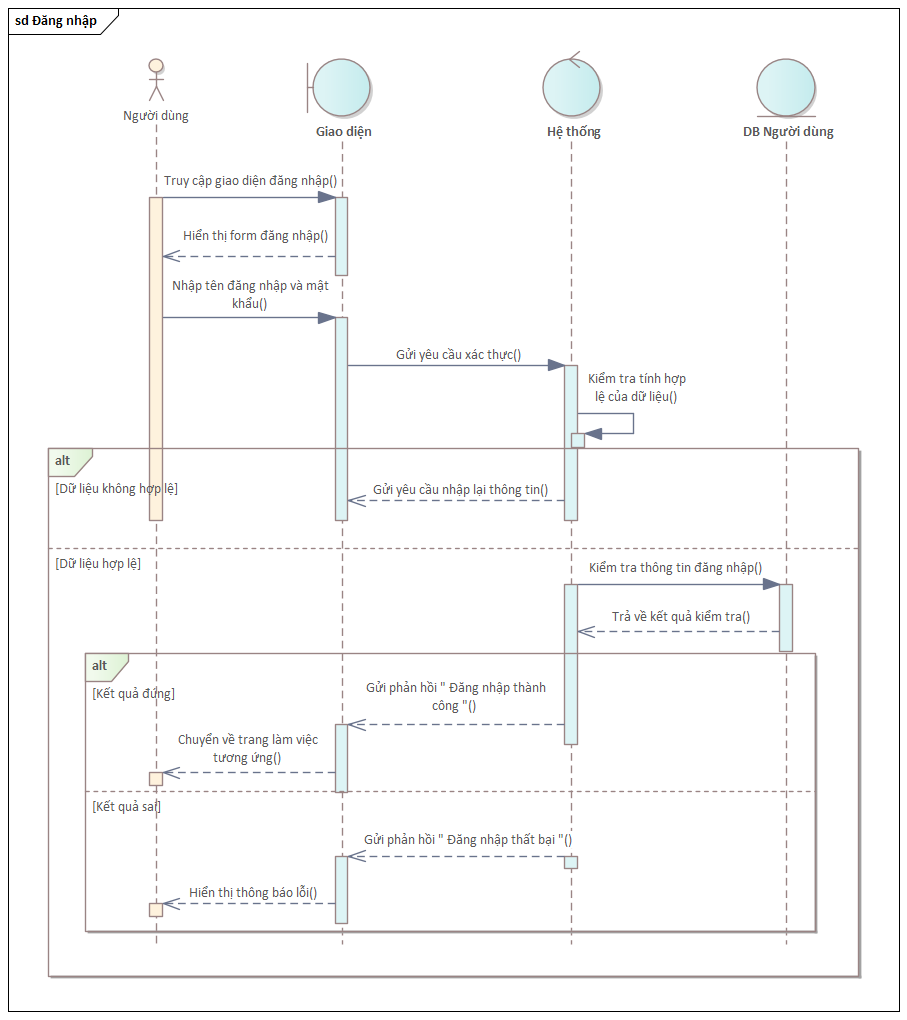 sd Đăng nhập
Người dùng
Giao diện
Hệ thống
DB Người dùng
Truy cập giao diện đăng nhập()
Hiển thị form đăng nhập()
Nhập tên đăng nhập và mật
khẩu()
Gửi yêu cầu xác thực()
Kiểm tra tính hợp
lệ của dữ liệu()
alt
[Dữ liệu không hợp lệ]
Gửi yêu cầu nhập lại thông tin()
[Dữ liệu hợp lệ]
Kiểm tra thông tin đăng nhập()
Trả về kết quả kiểm tra()
alt
[Kết quả đúng]
Gửi phản hồi " Đăng nhập thành
công "()
Chuyển về trang làm việc
tương ứng()
[Kết quả sai]
Gửi phản hồi " Đăng nhập thất bại "()
Hiển thị thông báo lỗi()